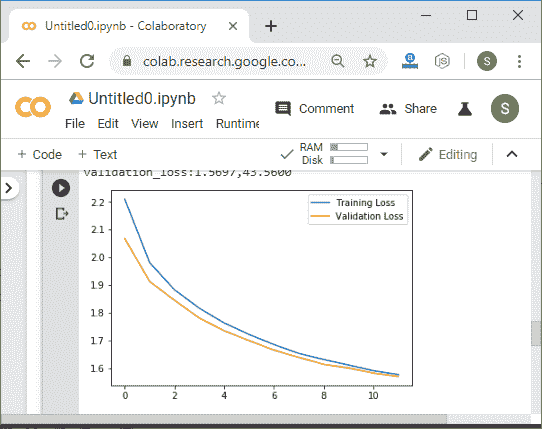 Untitled0.ipynb - Colaboratory
colab.research.google.co...
S
Untitled0.ipynb
Comment
Share
S
File Edit View Insert Runtime
+ Code + Text
RAM
Disk
Editing
validation_loss:1.5697,43.5600
Training Loss
Validation Loss
2.2
2.1
2.0
1.9
1.8
1.7
1.6
0 2 4 6 8 10